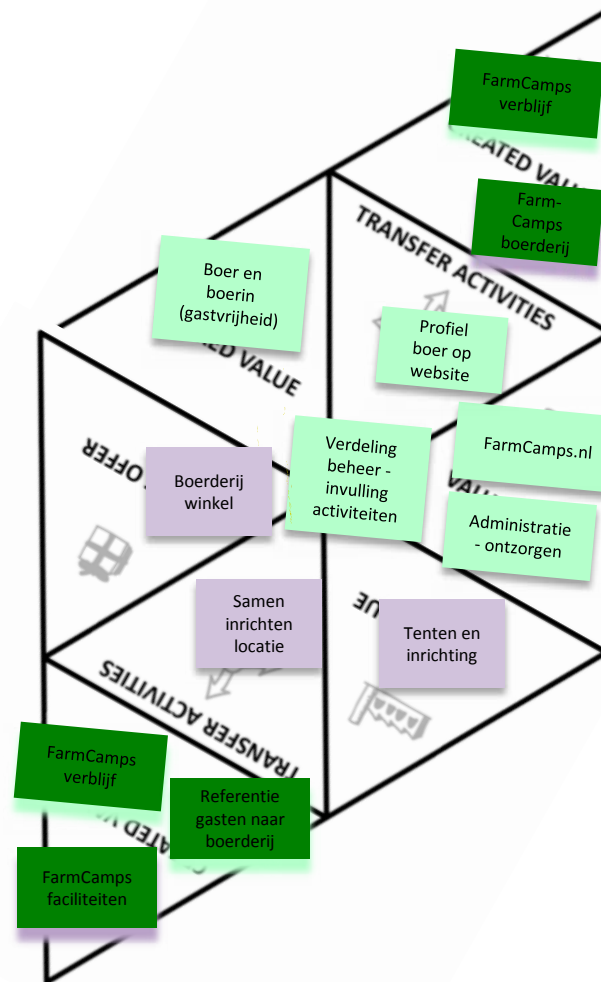 FarmCamps
verblijf
CREATED VALU
Farm-
Camps
boerderij
TRANSFER ACTIVITIES
Boer en
boerin
(gastvrijheid)
ED VALUE
Profiel
boer op
website
Verdeling
beheer -
invulling
activiteiten
FarmCamps.nl
VALU
Administratie
- ontzorgen
OFFER
Boerderij
winkel
Samen
inrichten
locatie
UE
Tenten en
inrichting
TRANSFER ACTIVITIES
FarmCamps
verblijf
Referentie
gasten naar
boerderij
ATED V
FarmCamps
faciliteiten